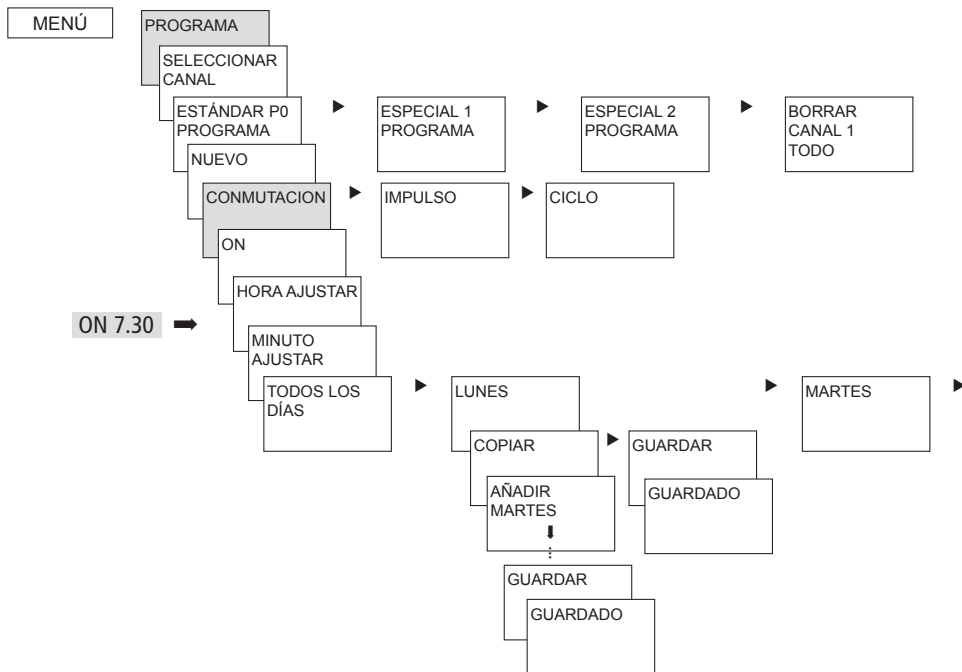 MENÚ
PROGRAMA
SELECCIONAR
CANAL
ESTÁNDAR P0
PROGRAMA
ESPECIAL 1
PROGRAMA
ESPECIAL 2
PROGRAMA
BORRAR
CANAL 1
TODO
NUEVO
CONMUTACION
IMPULSO
CICLO
ON
HORA AJUSTAR
ON 7.30
MINUTO
AJUSTAR
TODOS LOS
DÍAS
LUNES
MARTES
COPIAR
GUARDAR
AÑADIR
MARTES
GUARDADO
GUARDAR
GUARDADO